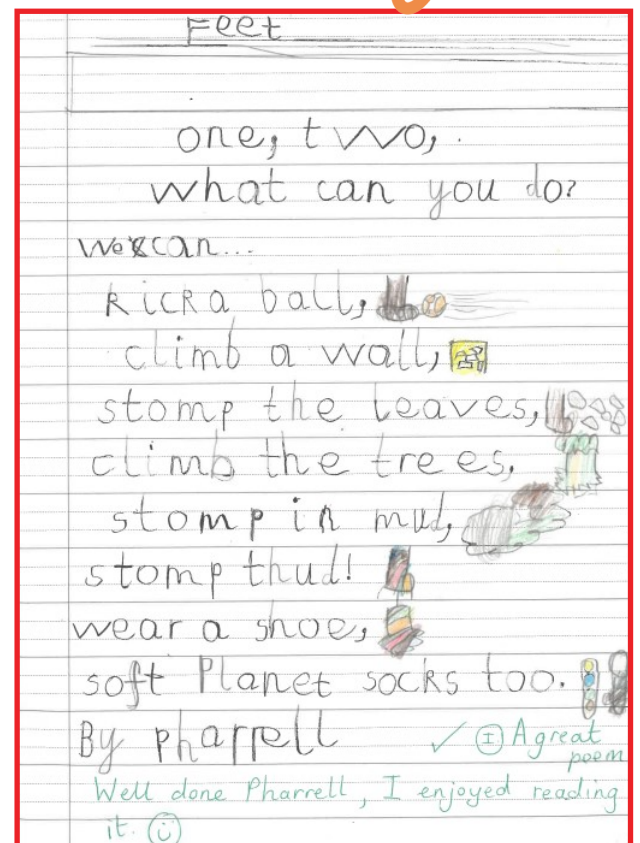 Feet
one, two,
what can you do?
we can...
kick a ball,
climb a wall,
stomp the leaves,
climb the trees,
stomp in mud,
stomp thud!
wear a shoe,
soft Planet socks too.
By pharrell
✓ Ⓘ A great
poem
Well done Pharrell, I enjoyed reading
it. ☺